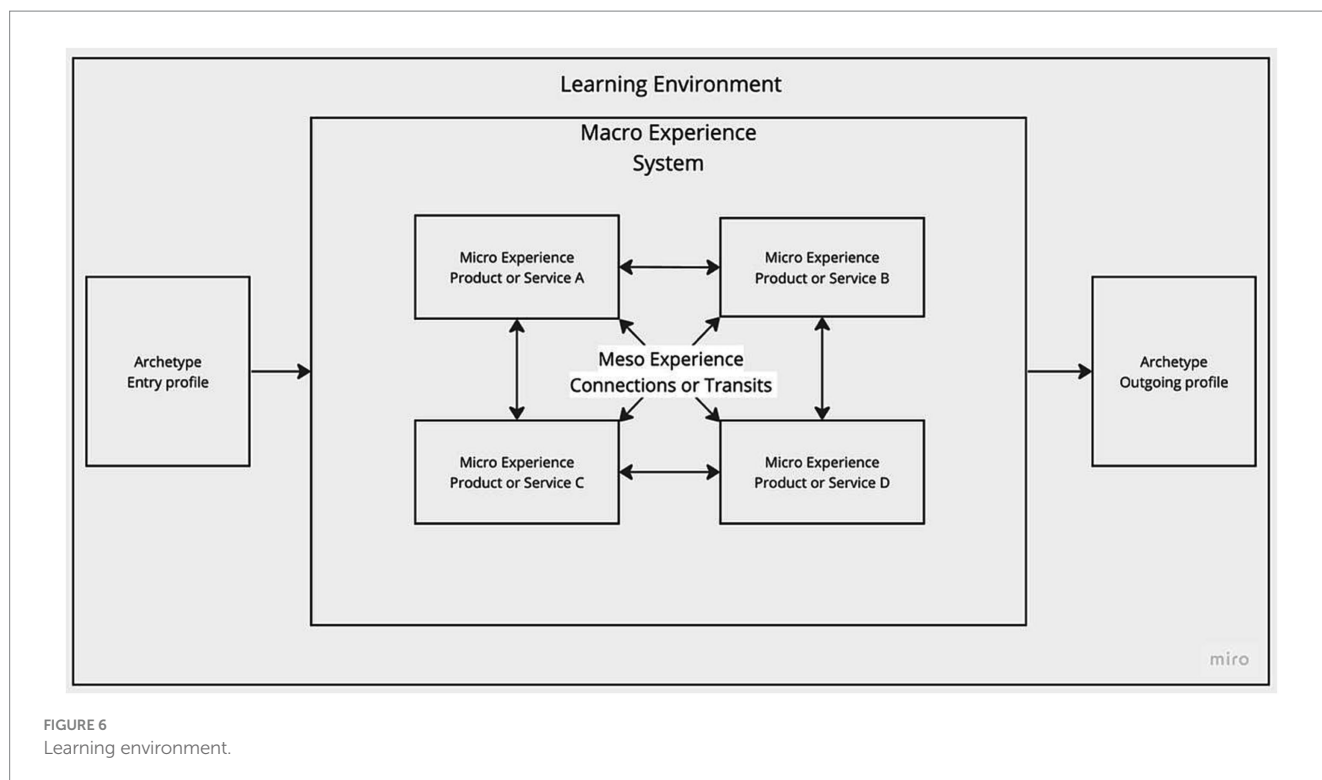 Learning Environment
Macro Experience
System
Micro Experience
Product or Service A
Micro Experience
Product or Service B
Archetype
Entry profile
Meso Experience
Connections or Transits
Archetype
Outgoing profile
Micro Experience
Product or Service C
Micro Experience
Product or Service D
miro
FIGURE 6
Learning environment.